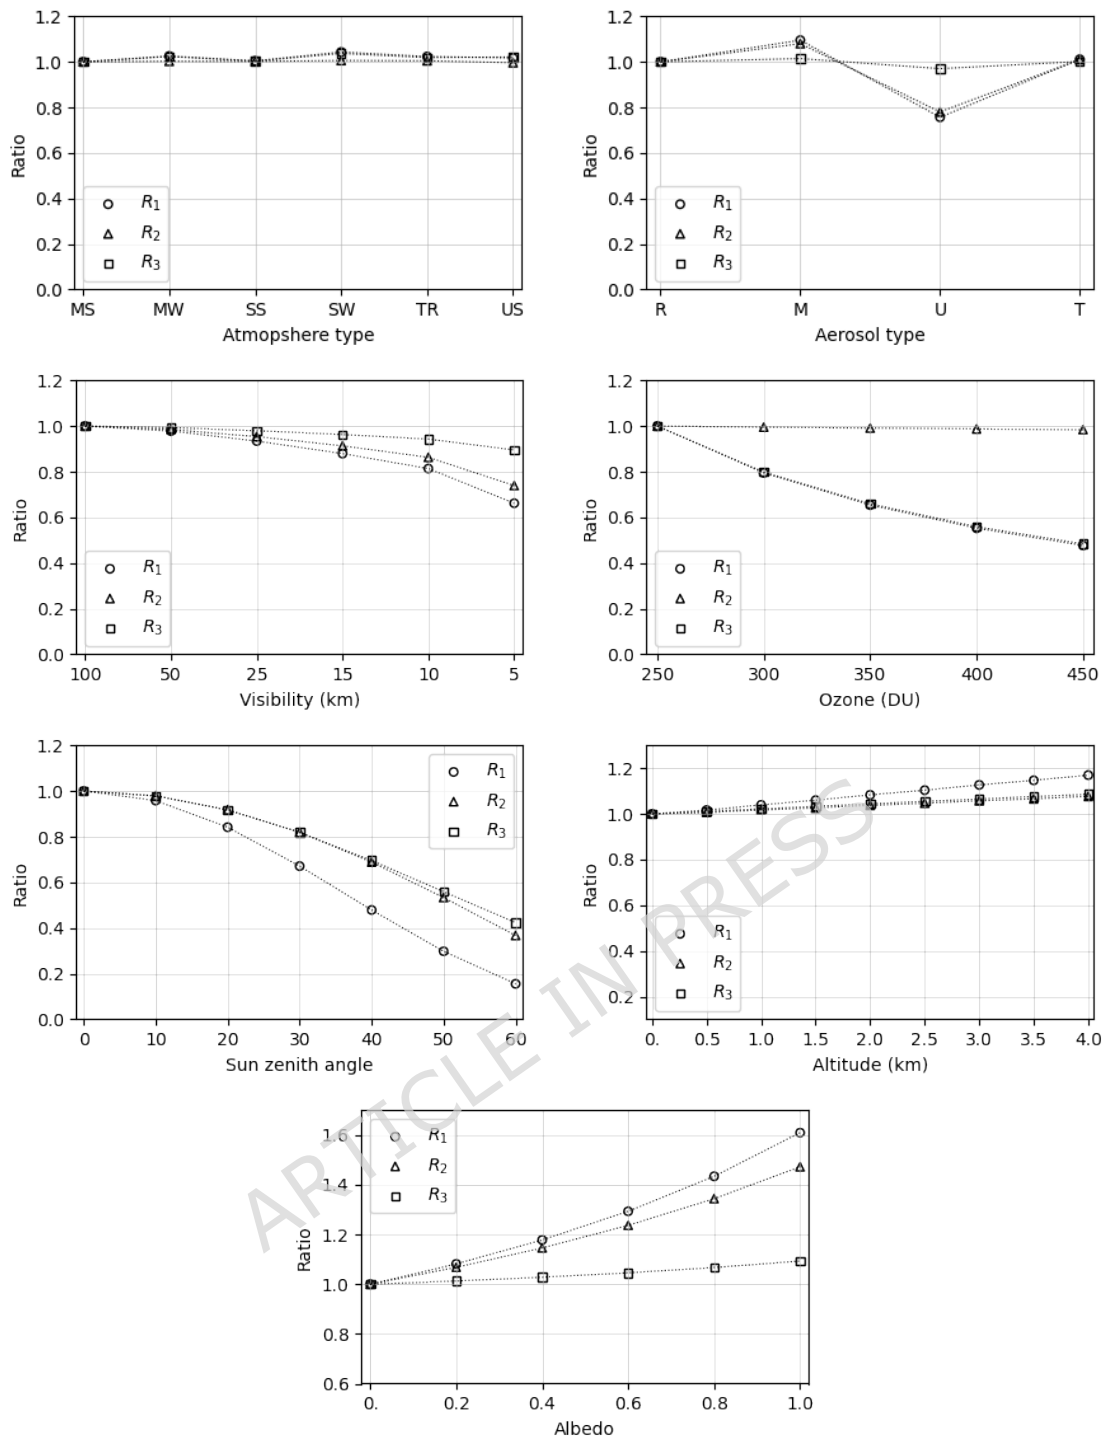 1.2
1.0
0.8
0.6
0.4
0.2
0.0
Ratio
R1
R2
R3
MS MW SS SW TR US
Atmopshere type
1.2
1.0
0.8
0.6
0.4
0.2
0.0
Ratio
R1
R2
R3
R M U T
Aerosol type
1.2
1.0
0.8
0.6
0.4
0.2
0.0
Ratio
R1
R2
R3
100 50 25 15 10 5
Visibility (km)
1.2
1.0
0.8
0.6
0.4
0.2
0.0
Ratio
R1
R2
R3
250 300 350 400 450
Ozone (DU)
1.2
1.0
0.8
0.6
0.4
0.2
0.0
Ratio
R1
R2
R3
0 10 20 30 40 50 60
Sun zenith angle
1.2
1.0
0.8
0.6
0.4
0.2
Ratio
R1
R2
R3
0. 0.5 1.0 1.5 2.0 2.5 3.0 3.5 4.0
Altitude (km)
1.6
1.4
1.2
1.0
0.8
0.6
Ratio
R1
R2
R3
0. 0.2 0.4 0.6 0.8 1.0
Albedo
ARTICLE IN PRESS